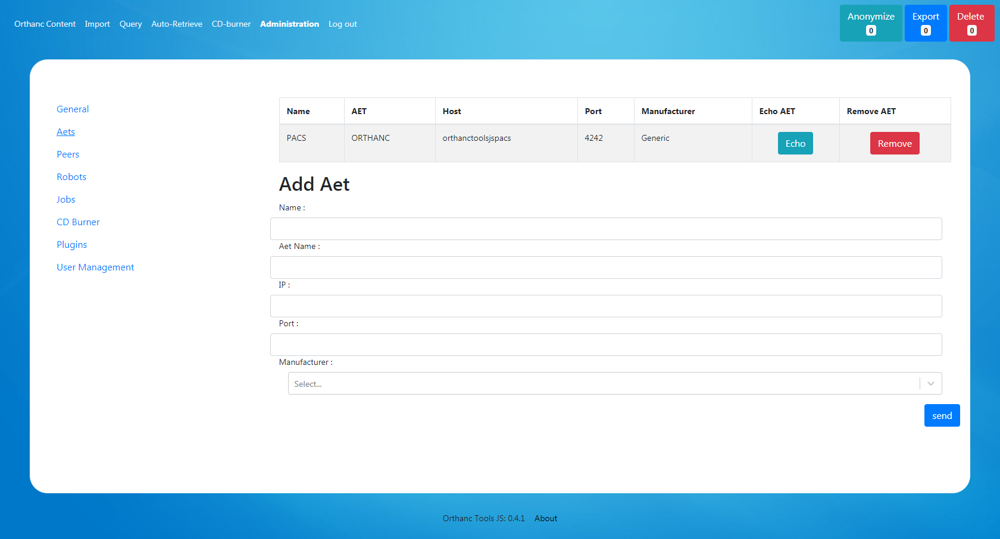 Orthanc Content Import Query Auto-Retrieve CD-burner Administration Log out
Anonymize
0
Export
0
Delete
0
General
Aets
Peers
Robots
Jobs
CD Burner
Plugins
User Management
Name AET Host Port Manufacturer Echo AET Remove AET
PACS ORTHANC orthanctoolsjspacs 4242 Generic Echo Remove
Add Aet
Name :
Aet Name :
IP :
Port :
Manufacturer :
Select...
send
Orthanc Tools JS: 0.4.1 About